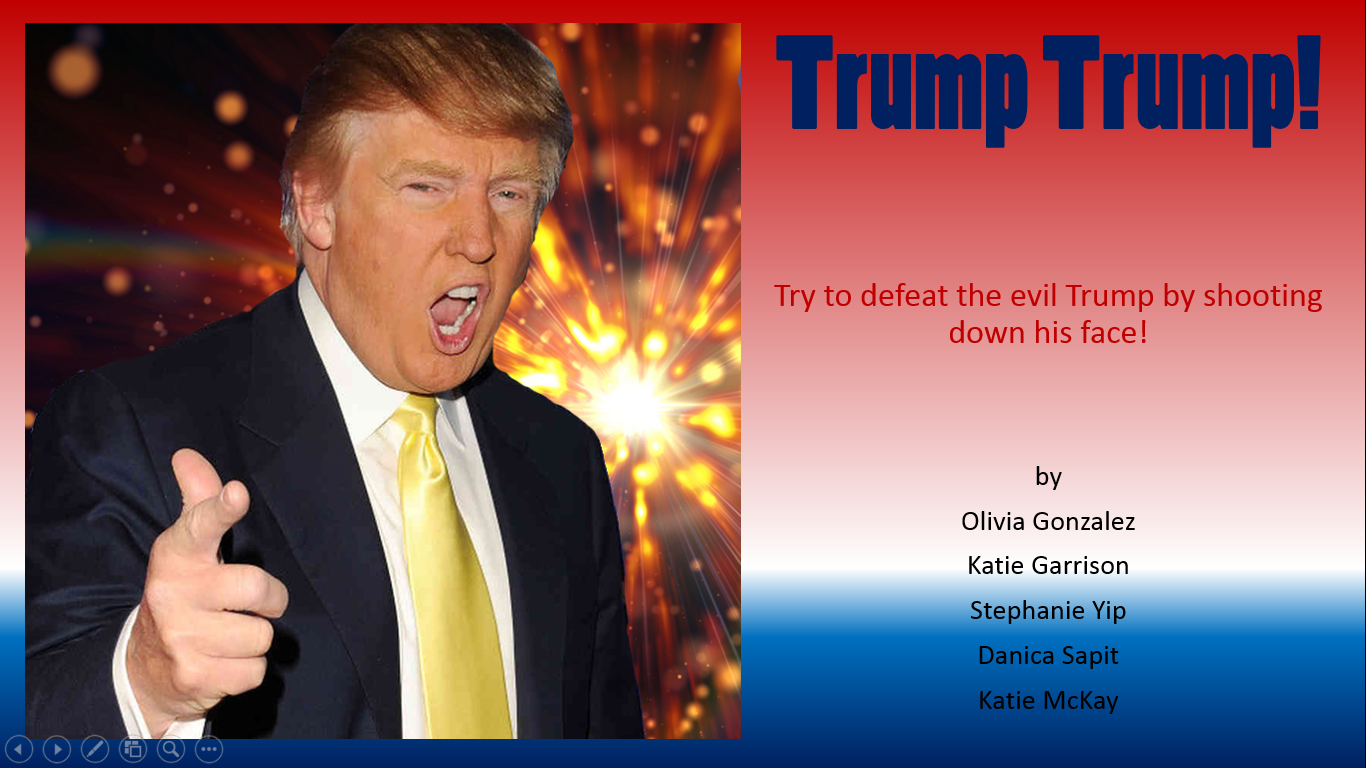 Trump Trump!
Try to defeat the evil Trump by shooting
down his face!
by
Olivia Gonzalez
Katie Garrison
Stephanie Yip
Danica Sapit
Katie McKay